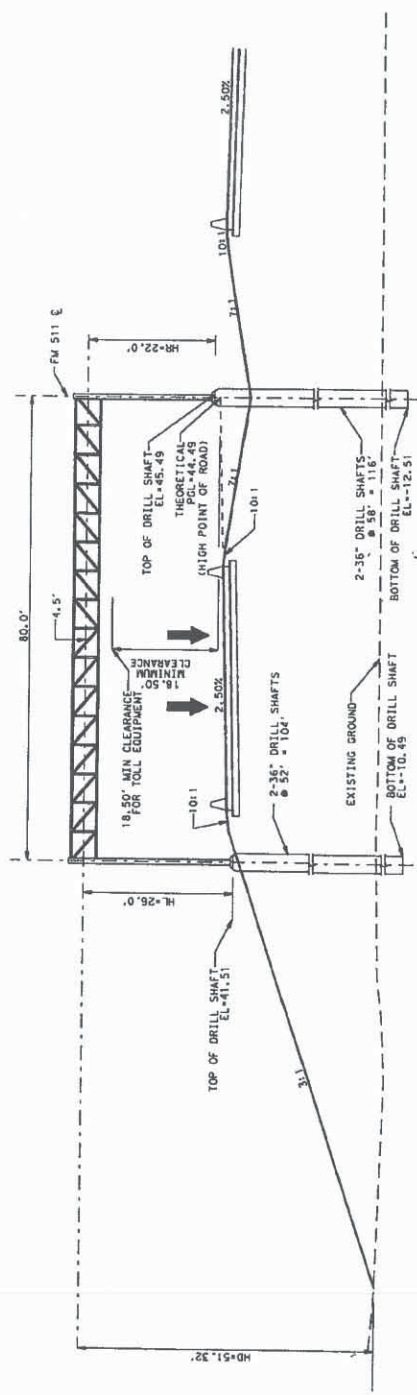 80.0'
4.5'
FM 511 ℄
HR=22.0'
HL=26.0'
HD=51.32'
18.50' MIN CLEARANCE
FOR TOLL EQUIPMENT
18.50'
MINIMUM
CLEARANCE
TOP OF DRILL SHAFT
EL=45.49
THEORETICAL
PGL=44.49
(HIGH POINT OF ROAD)
TOP OF DRILL SHAFT
EL=41.51
10:1
2.50%
10:1
7:1
7:1
10:1
2.50%
3:1
2-36" DRILL SHAFTS
@ 52' = 104'
2-36" DRILL SHAFTS
@ 58' = 116'
EXISTING GROUND
BOTTOM OF DRILL SHAFT
EL=-10.49
BOTTOM OF DRILL SHAFT
EL=-12.51